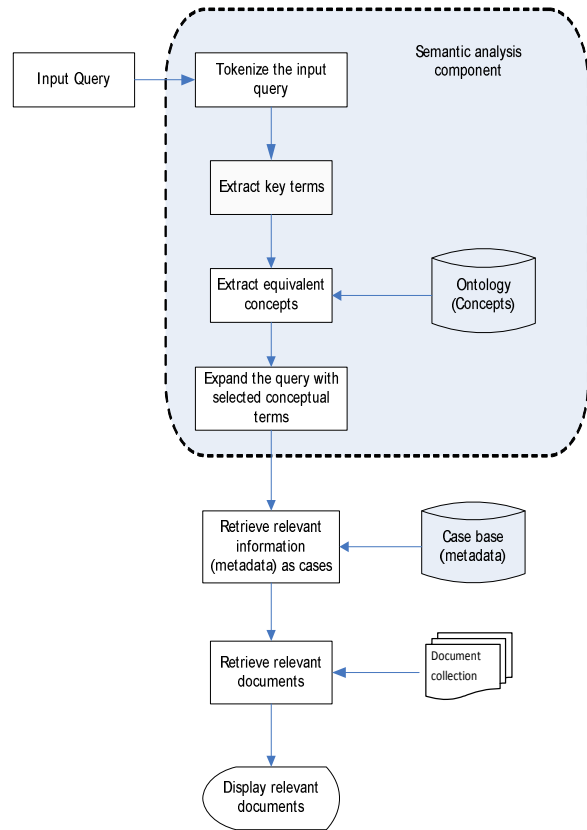 Semantic analysis
component
Input Query
Tokenize the input
query
Extract key terms
Extract equivalent
concepts
Ontology
(Concepts)
Expand the query with
selected conceptual
terms
Retrieve relevant
information
(metadata) as cases
Case base
(metadata)
Retrieve relevant
documents
Document
collection
Display relevant
documents